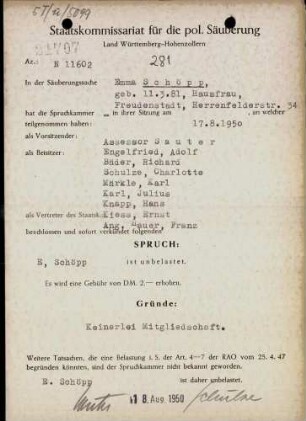 57/a/5099
Staatskommissariat für die pol. Säuberung
Land Württemberg-Hohenzollern
Nr.: N 11602
281
In der Säuberungssache Emma Schöpp,
geb. 11.3.81, Hausfrau,
Freudenstadt, Herrenfelderstr. 34
hat die Spruchkammer in ihrer Sitzung am , an welcher
teilgenommen haben: 17.8.1950
als Vorsitzender: Assessor Sauter
als Beisitzer: Engelfried, Adolf
Bäder, Richard
Schulze, Charlotte
Märkle, Karl
Karl, Julius
Knapp, Hans
als Vertreter des Staatsk. Kiess, Ernst
Ang. Bauer, Franz
beschlossen und sofort verkündet folgenden
SPRUCH:
E, Schöpp ist unbelastet.
Es wird eine Gebühr von DM. 2.— erhoben.
Gründe:
Keinerlei Mitgliedschaft.
Weitere Tatsachen, die eine Belastung i. S. der Art. 4—7 der RAO vom 25. 4. 47
begründen könnten, sind der Spruchkammer nicht bekannt geworden.
E. Schöpp ist daher unbelastet.
18. Aug. 1950